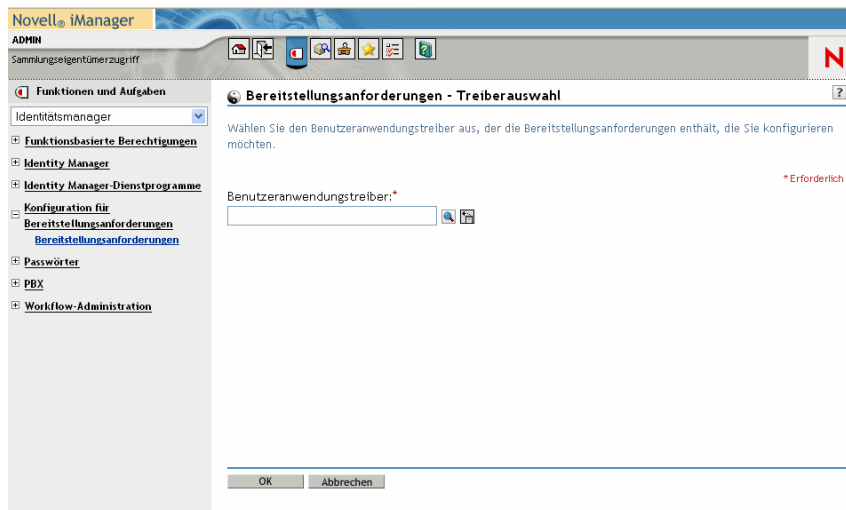 Novell® iManager
ADMIN
Sammlungseigentümerzugriff
N
Funktionen und Aufgaben
Identitätsmanager
Funktionsbasierte Berechtigungen
Identity Manager
Identity Manager-Dienstprogramme
Konfiguration für
Bereitstellungsanforderungen
Bereitstellungsanforderungen
Passwörter
PBX
Workflow-Administration
Bereitstellungsanforderungen - Treiberauswahl
?
Wählen Sie den Benutzeranwendungstreiber aus, der die Bereitstellungsanforderungen enthält, die Sie konfigurieren
möchten.
*Erforderlich
Benutzeranwendungstreiber:*
OK Abbrechen